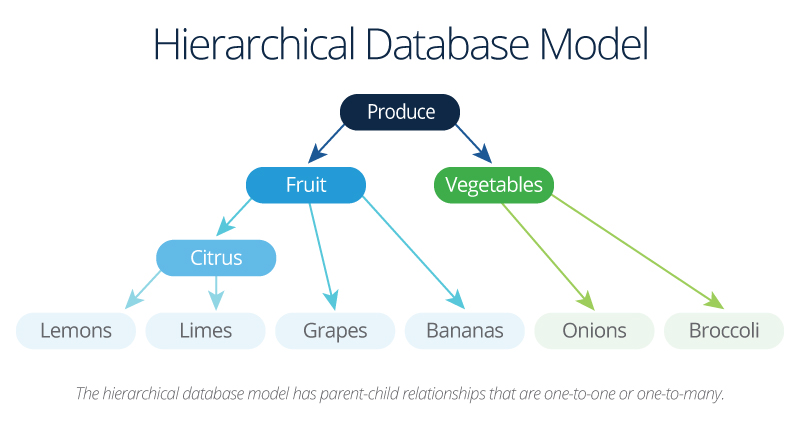 Hierarchical Database Model
Produce
Fruit
Vegetables
Citrus
Lemons
Limes
Grapes
Bananas
Onions
Broccoli
The hierarchical database model has parent-child relationships that are one-to-one or one-to-many.